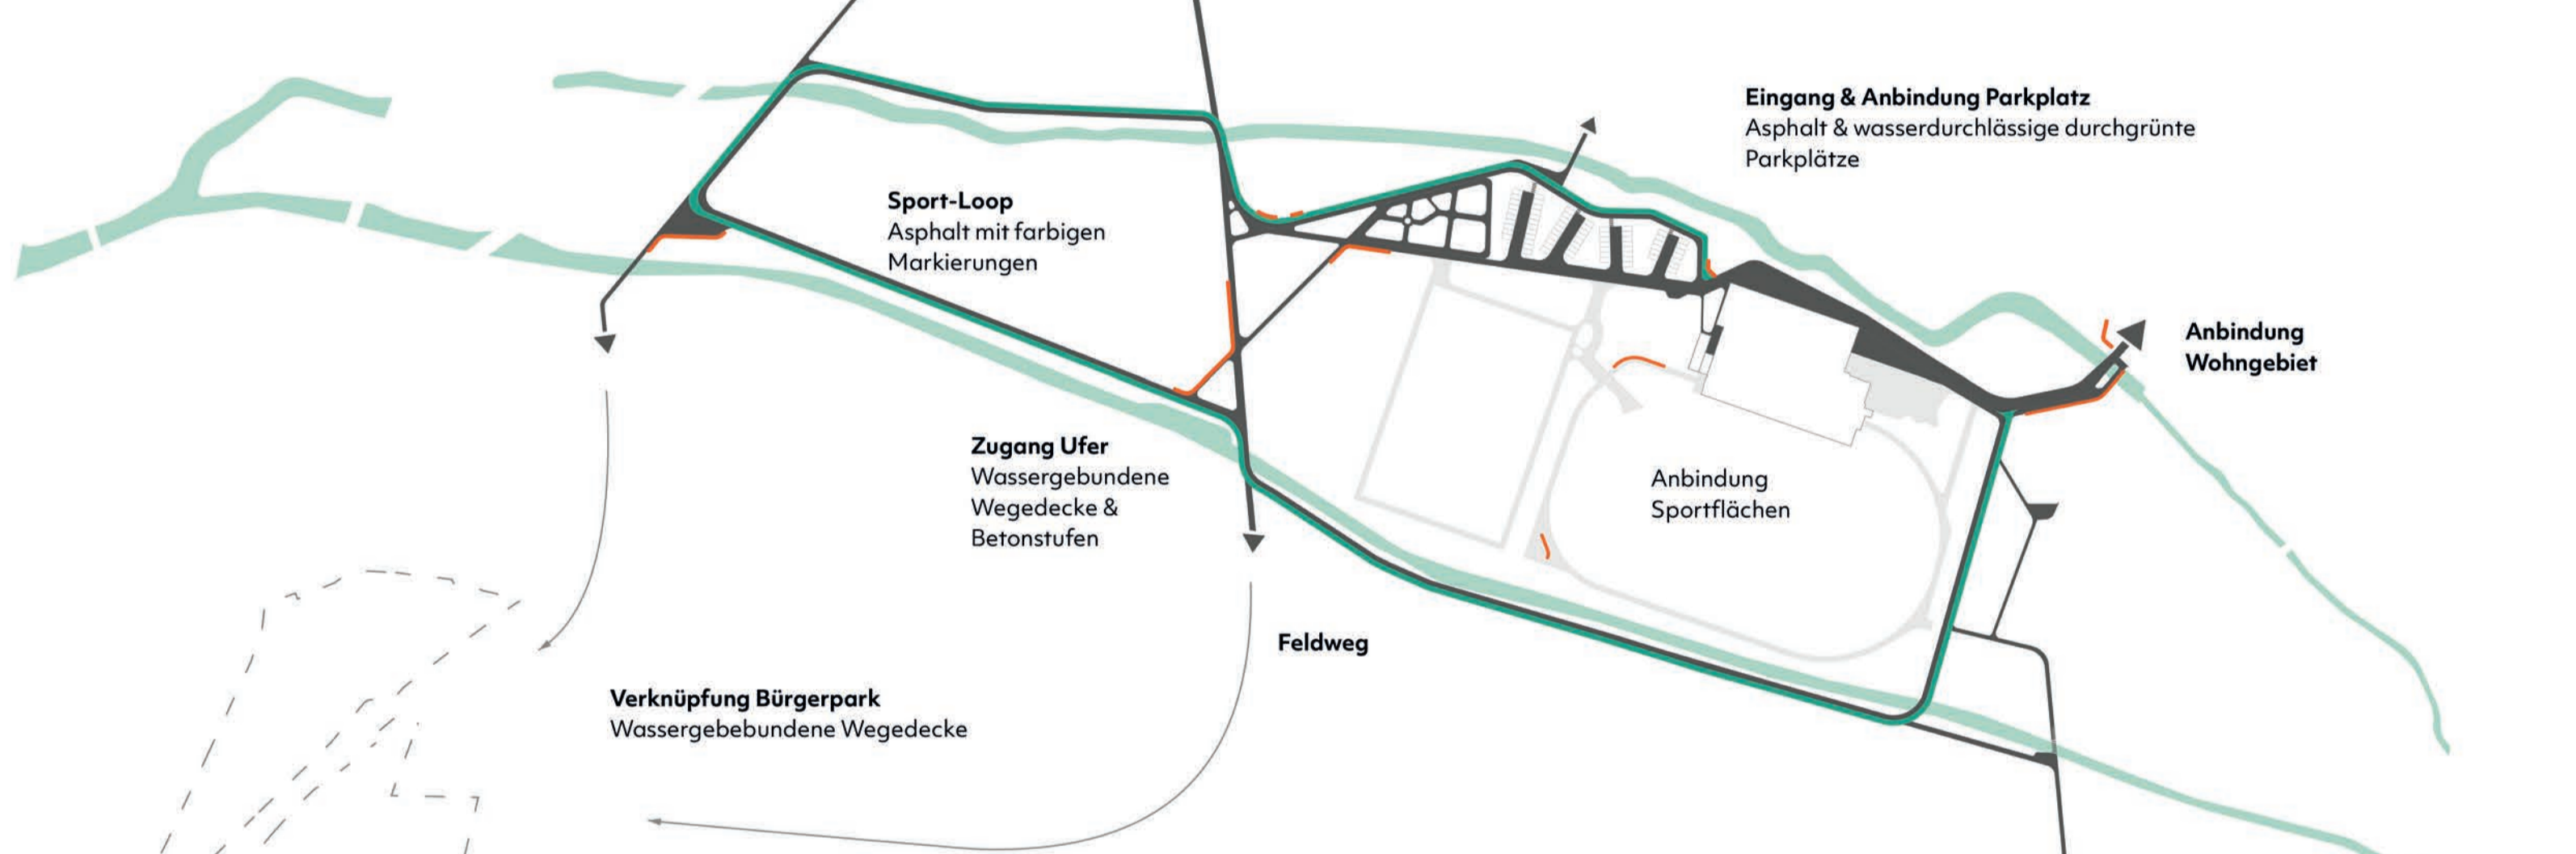 Eingang & Anbindung Parkplatz
Asphalt & wasserdurchlässige durchgrünte
Parkplätze
Sport-Loop
Asphalt mit farbigen
Markierungen
Anbindung
Wohngebiet
Zugang Ufer
Wassergebundene
Wegedecke &
Betonstufen
Anbindung
Sportflächen
Feldweg
Verknüpfung Bürgerpark
Wassergebebundene Wegedecke